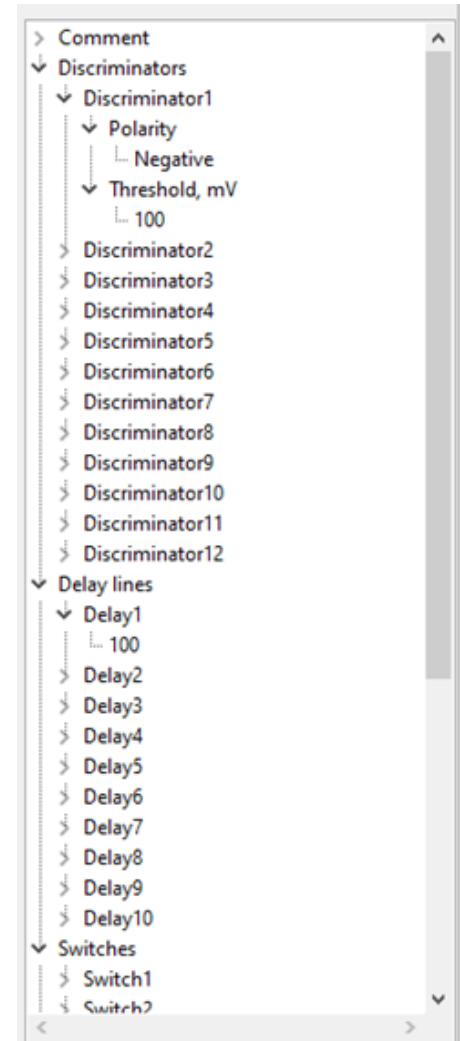 Comment
Discriminators
Discriminator1
Polarity
Negative
Threshold, mV
100
Discriminator2
Discriminator3
Discriminator4
Discriminator5
Discriminator6
Discriminator7
Discriminator8
Discriminator9
Discriminator10
Discriminator11
Discriminator12
Delay lines
Delay1
100
Delay2
Delay3
Delay4
Delay5
Delay6
Delay7
Delay8
Delay9
Delay10
Switches
Switch1
Switch2